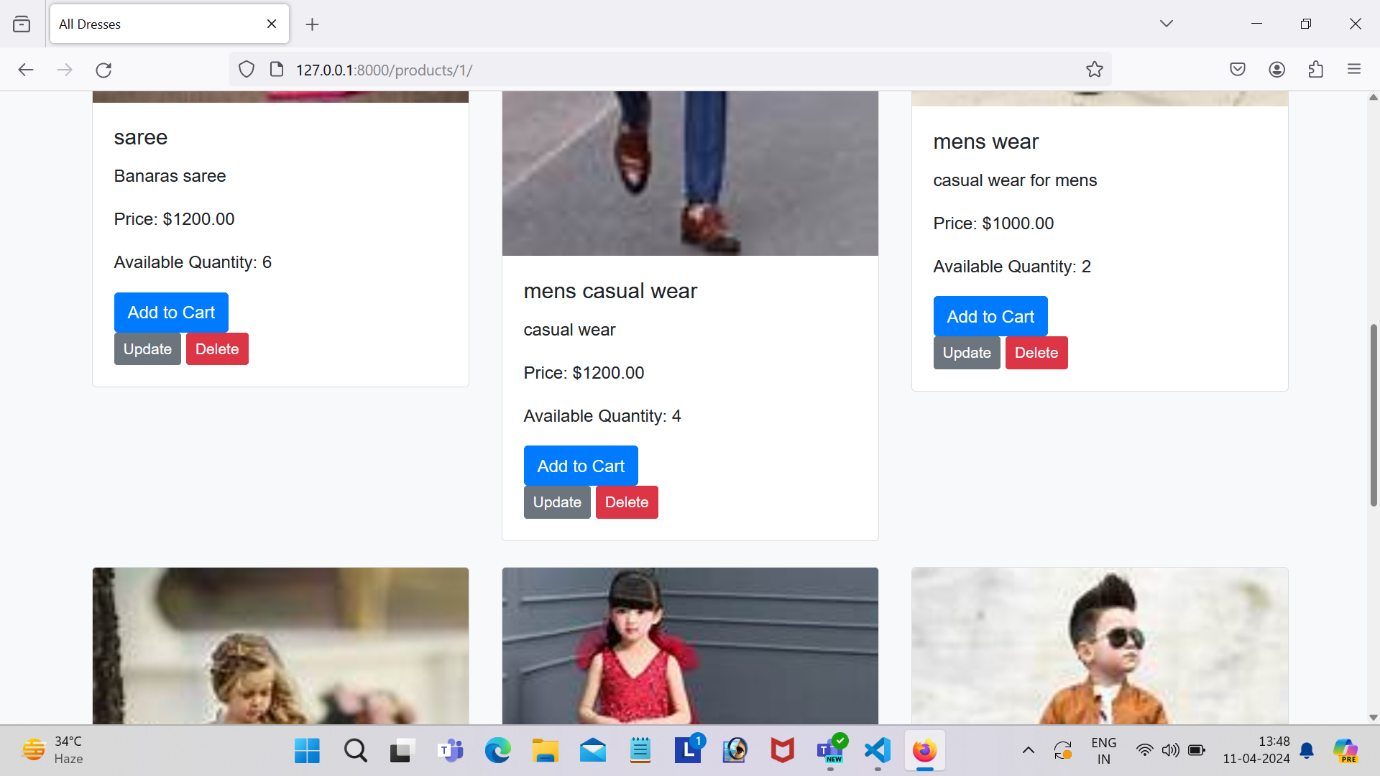 All Dresses
127.0.0.1:8000/products/1/
saree
Banaras saree
Price: $1200.00
Available Quantity: 6
Add to Cart
Update Delete
mens casual wear
casual wear
Price: $1200.00
Available Quantity: 4
Add to Cart
Update Delete
mens wear
casual wear for mens
Price: $1000.00
Available Quantity: 2
Add to Cart
Update Delete
34°C
Haze
T
L
1
T
NEW
ENG
IN
13:48
11-04-2024
PRE